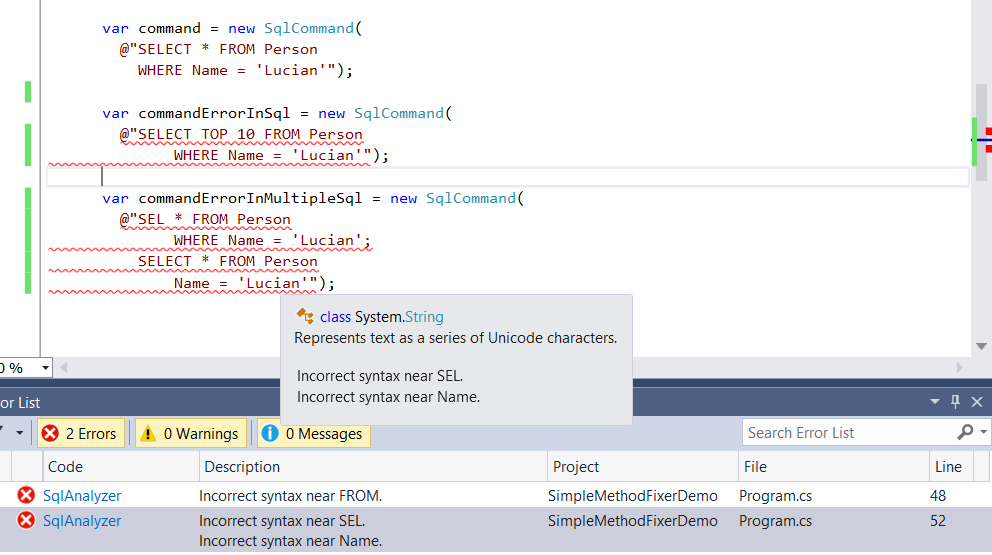 var command = new SqlCommand(
@"SELECT * FROM Person
WHERE Name = 'Lucian'");
var commandErrorInSql = new SqlCommand(
@"SELECT TOP 10 FROM Person
WHERE Name = 'Lucian'");
var commandErrorInMultipleSql = new SqlCommand(
@"SEL * FROM Person
WHERE Name = 'Lucian';
SELECT * FROM Person
Name = 'Lucian'");
class System.String
Represents text as a series of Unicode characters.
Incorrect syntax near SEL.
Incorrect syntax near Name.
0 %
or List
2 Errors 0 Warnings 0 Messages Search Error List
Code Description Project File Line
SqlAnalyzer Incorrect syntax near FROM. SimpleMethodFixerDemo Program.cs 48
SqlAnalyzer Incorrect syntax near SEL. SimpleMethodFixerDemo Program.cs 52
Incorrect syntax near Name.